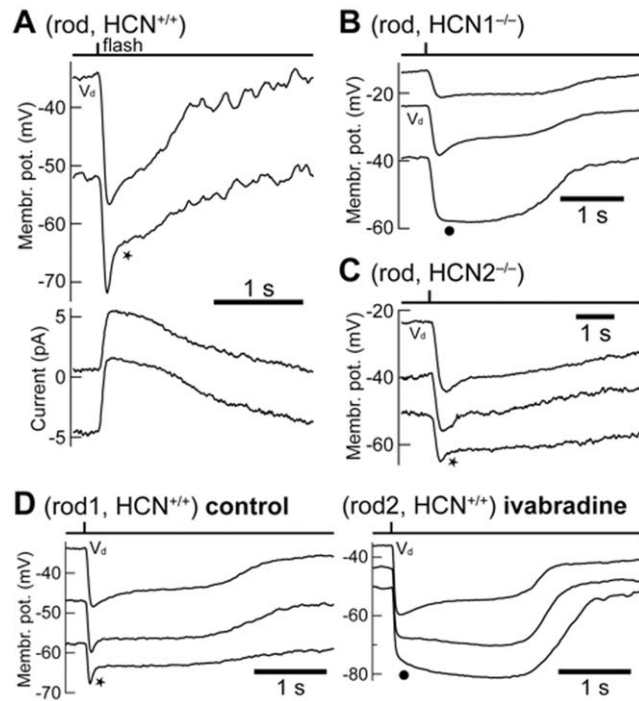 A (rod, HCN+/+)
flash
Vd
Membr. pot. (mV)
-40
-50
-60
-70
★
1 s
Current (pA)
5
0
-5
B (rod, HCN1–/–)
Vd
Membr. pot. (mV)
-20
-40
-60
●
1 s
C (rod, HCN2–/–)
1 s
Vd
Membr. pot. (mV)
-20
-40
-60
★
D (rod1, HCN+/+) control
Vd
Membr. pot. (mV)
-40
-50
-60
-70
★
1 s
(rod2, HCN+/+) ivabradine
Vd
-40
-60
-80
●
1 s